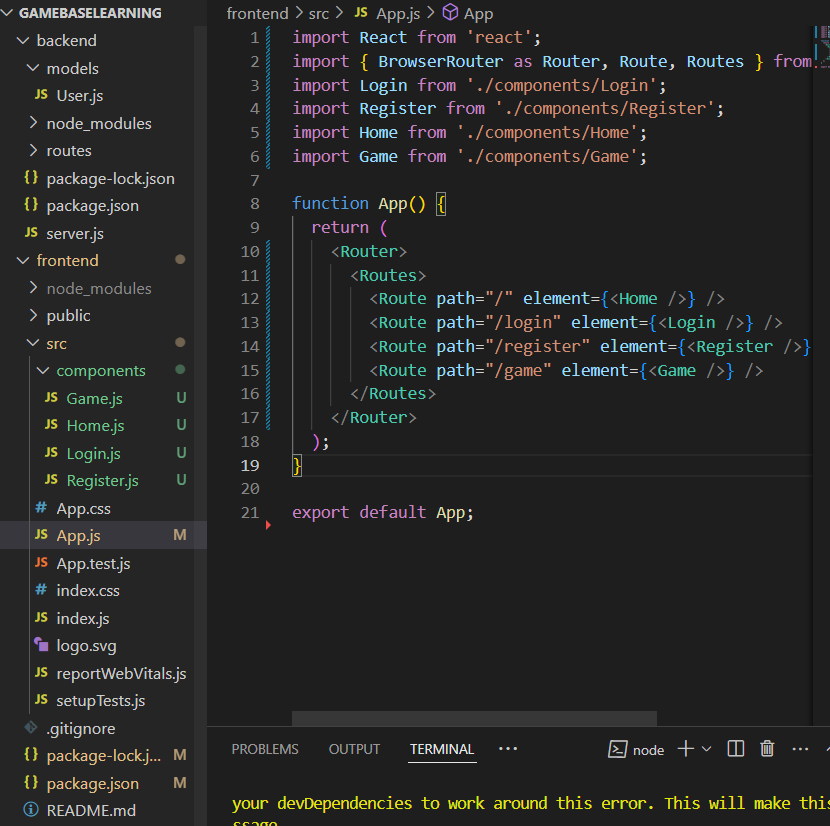 GAMEBASELEARNING
backend
models
JS User.js
node_modules
routes
{} package-lock.json
{} package.json
JS server.js
frontend
node_modules
public
src
components
JS Game.js U
JS Home.js U
JS Login.js U
JS Register.js U
# App.css
JS App.js M
JS App.test.js
# index.css
JS index.js
logo.svg
JS reportWebVitals.js
JS setupTests.js
.gitignore
{} package-lock.j... M
{} package.json M
README.md
frontend > src > JS App.js > App
1 import React from 'react';
2 import { BrowserRouter as Router, Route, Routes } from
3 import Login from './components/Login';
4 import Register from './components/Register';
5 import Home from './components/Home';
6 import Game from './components/Game';
7
8 function App() {
9 return (
10 <Router>
11 <Routes>
12 <Route path="/" element={<Home />} />
13 <Route path="/login" element={<Login />} />
14 <Route path="/register" element={<Register />}
15 <Route path="/game" element={<Game />} />
16 </Routes>
17 </Router>
18 );
19 }
20
21 export default App;
PROBLEMS OUTPUT TERMINAL ... node
your devDependencies to work around this error. This will make this
ssage.